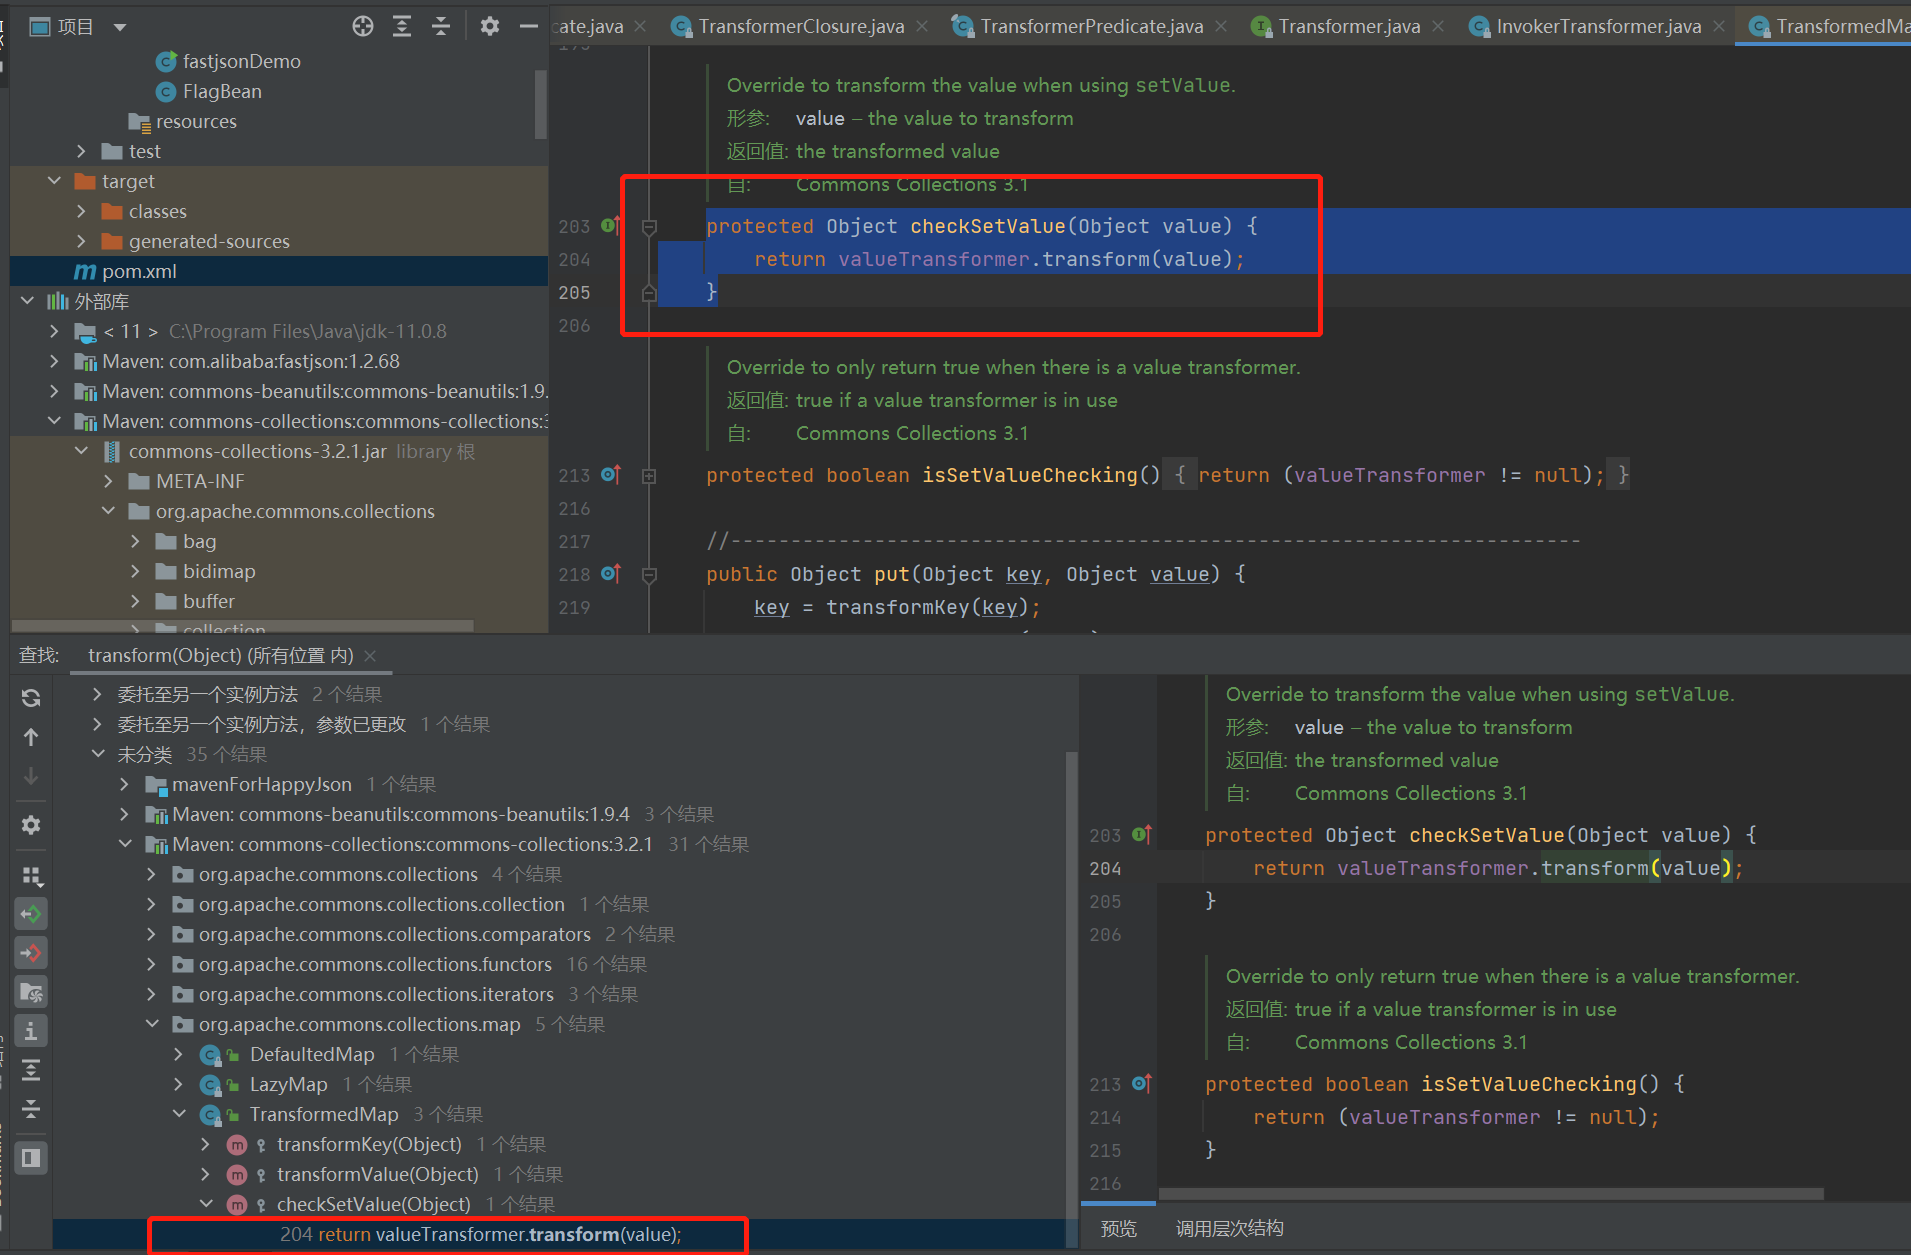 项目
cate.java
TransformerClosure.java
TransformerPredicate.java
Transformer.java
InvokerTransformer.java
TransformedMa
fastjsonDemo
FlagBean
resources
test
target
classes
generated-sources
pom.xml
外部库
< 11 > C:\Program Files\Java\jdk-11.0.8
Maven: com.alibaba:fastjson:1.2.68
Maven: commons-beanutils:commons-beanutils:1.9.
Maven: commons-collections:commons-collections:3
commons-collections-3.2.1.jar library 根
META-INF
org.apache.commons.collections
bag
bidimap
buffer
collection
Override to transform the value when using setValue.
形参: value – the value to transform
返回值: the transformed value
自: Commons Collections 3.1
203 protected Object checkSetValue(Object value) {
204 return valueTransformer.transform(value);
205 }
206
Override to only return true when there is a value transformer.
返回值: true if a value transformer is in use
自: Commons Collections 3.1
213 protected boolean isSetValueChecking() { return (valueTransformer != null); }
216
217 //-----------------------------------------------------------------------
218 public Object put(Object key, Object value) {
219 key = transformKey(key);
查找: transform(Object) (所有位置 内)
委托至另一个实例方法 2 个结果
委托至另一个实例方法, 参数已更改 1 个结果
未分类 35 个结果
mavenForHappyJson 1 个结果
Maven: commons-beanutils:commons-beanutils:1.9.4 3 个结果
Maven: commons-collections:commons-collections:3.2.1 31 个结果
org.apache.commons.collections 4 个结果
org.apache.commons.collections.collection 1 个结果
org.apache.commons.collections.comparators 2 个结果
org.apache.commons.collections.functors 16 个结果
org.apache.commons.collections.iterators 3 个结果
org.apache.commons.collections.map 5 个结果
DefaultedMap 1 个结果
LazyMap 1 个结果
TransformedMap 3 个结果
transformKey(Object) 1 个结果
transformValue(Object) 1 个结果
checkSetValue(Object) 1 个结果
204 return valueTransformer.transform(value);
Override to transform the value when using setValue.
形参: value – the value to transform
返回值: the transformed value
自: Commons Collections 3.1
203 protected Object checkSetValue(Object value) {
204 return valueTransformer.transform(value);
205 }
206
Override to only return true when there is a value transformer.
返回值: true if a value transformer is in use
自: Commons Collections 3.1
213 protected boolean isSetValueChecking() {
214 return (valueTransformer != null);
215 }
216
预览 调用层次结构